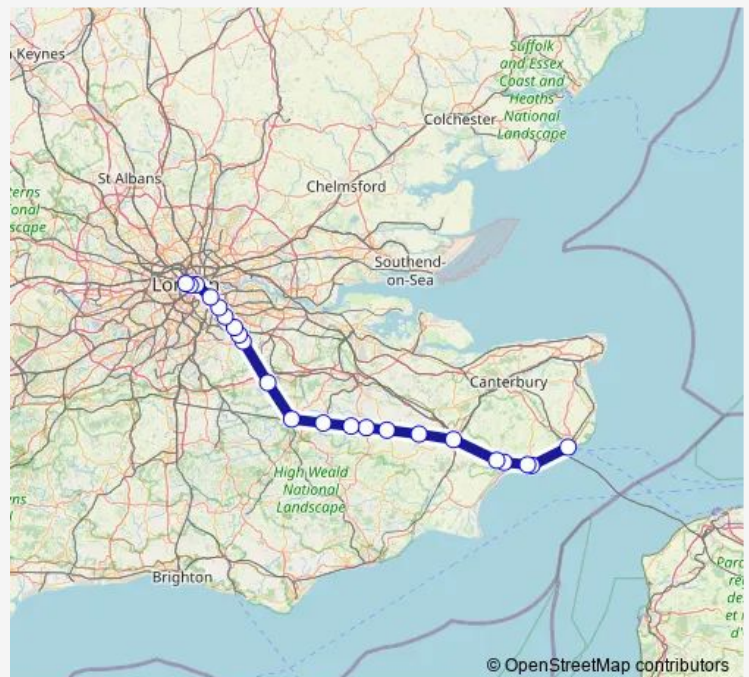 Keynes
Suffolk
and Essex
Coast and
Heaths
National
Landscape
Colchester
St Albans
Chelmsford
Southend-
on-Sea
Canterbury
High Weald
National
Landscape
Brighton
© OpenStreetMap contributors